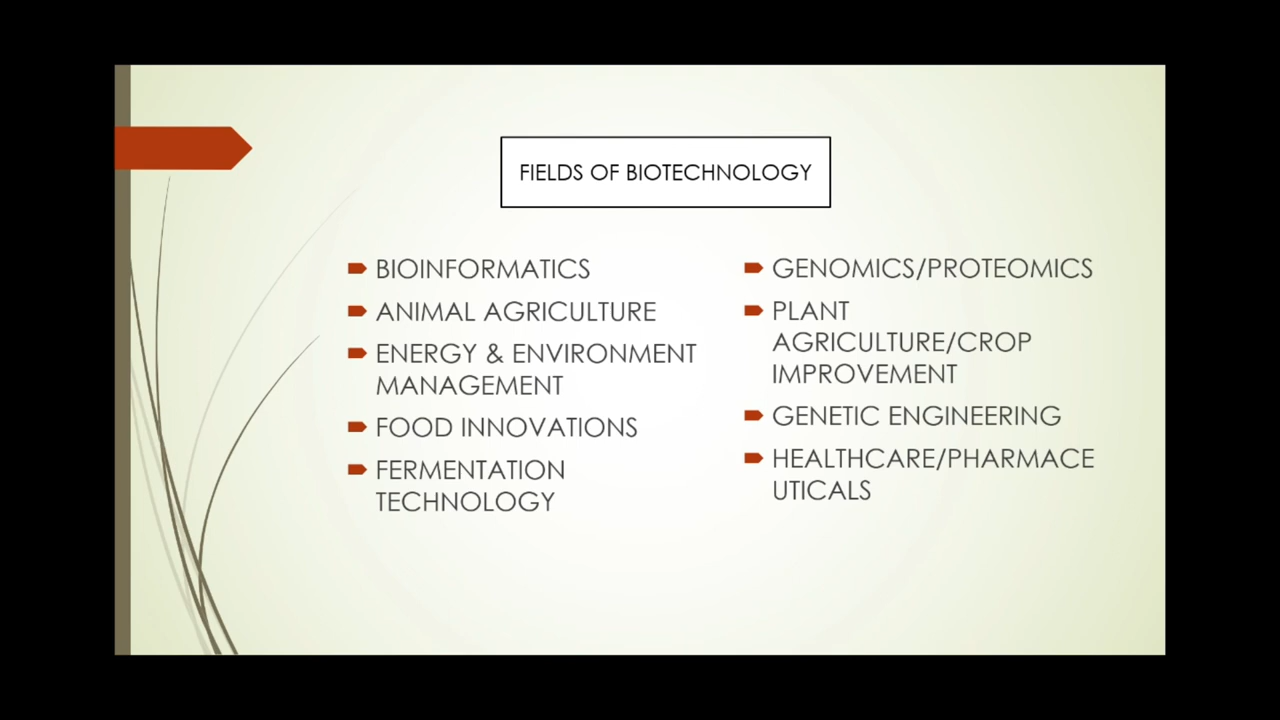 FIELDS OF BIOTECHNOLOGY
BIOINFORMATICS
ANIMAL AGRICULTURE
ENERGY & ENVIRONMENT
MANAGEMENT
FOOD INNOVATIONS
FERMENTATION
TECHNOLOGY
GENOMICS/PROTEOMICS
PLANT
AGRICULTURE/CROP
IMPROVEMENT
GENETIC ENGINEERING
HEALTHCARE/PHARMACE
UTICALS